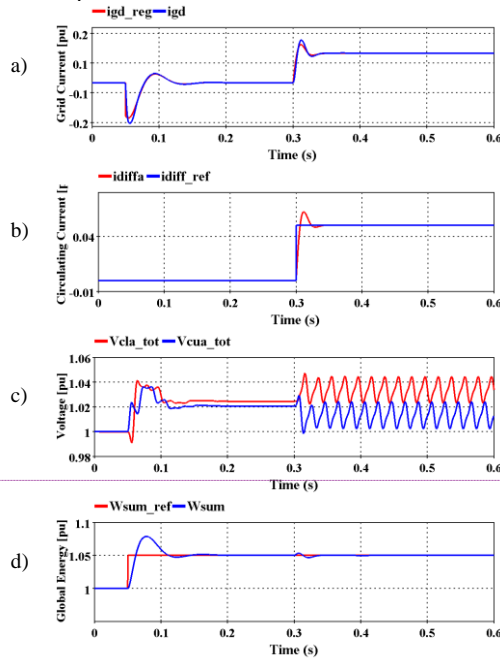 igd_reg igd
a)
Grid Current [pu]
0.2
0.1
-0.1
-0.2
0 0.1 0.2 0.3 0.4 0.5 0.6
Time (s)
idiffa idiff_ref
b)
Circulating Current [
0.04
-0.01
0 0.1 0.2 0.3 0.4 0.5 0.6
Time (s)
Vcla_tot Vcua_tot
c)
Voltage [pu]
1.06
1.04
1.02
1
0.98
0 0.1 0.2 0.3 0.4 0.5 0.6
Time (s)
Wsum_ref Wsum
d)
Global Energy [pu]
1.1
1.05
1
0 0.1 0.2 0.3 0.4 0.5 0.6
Time (s)